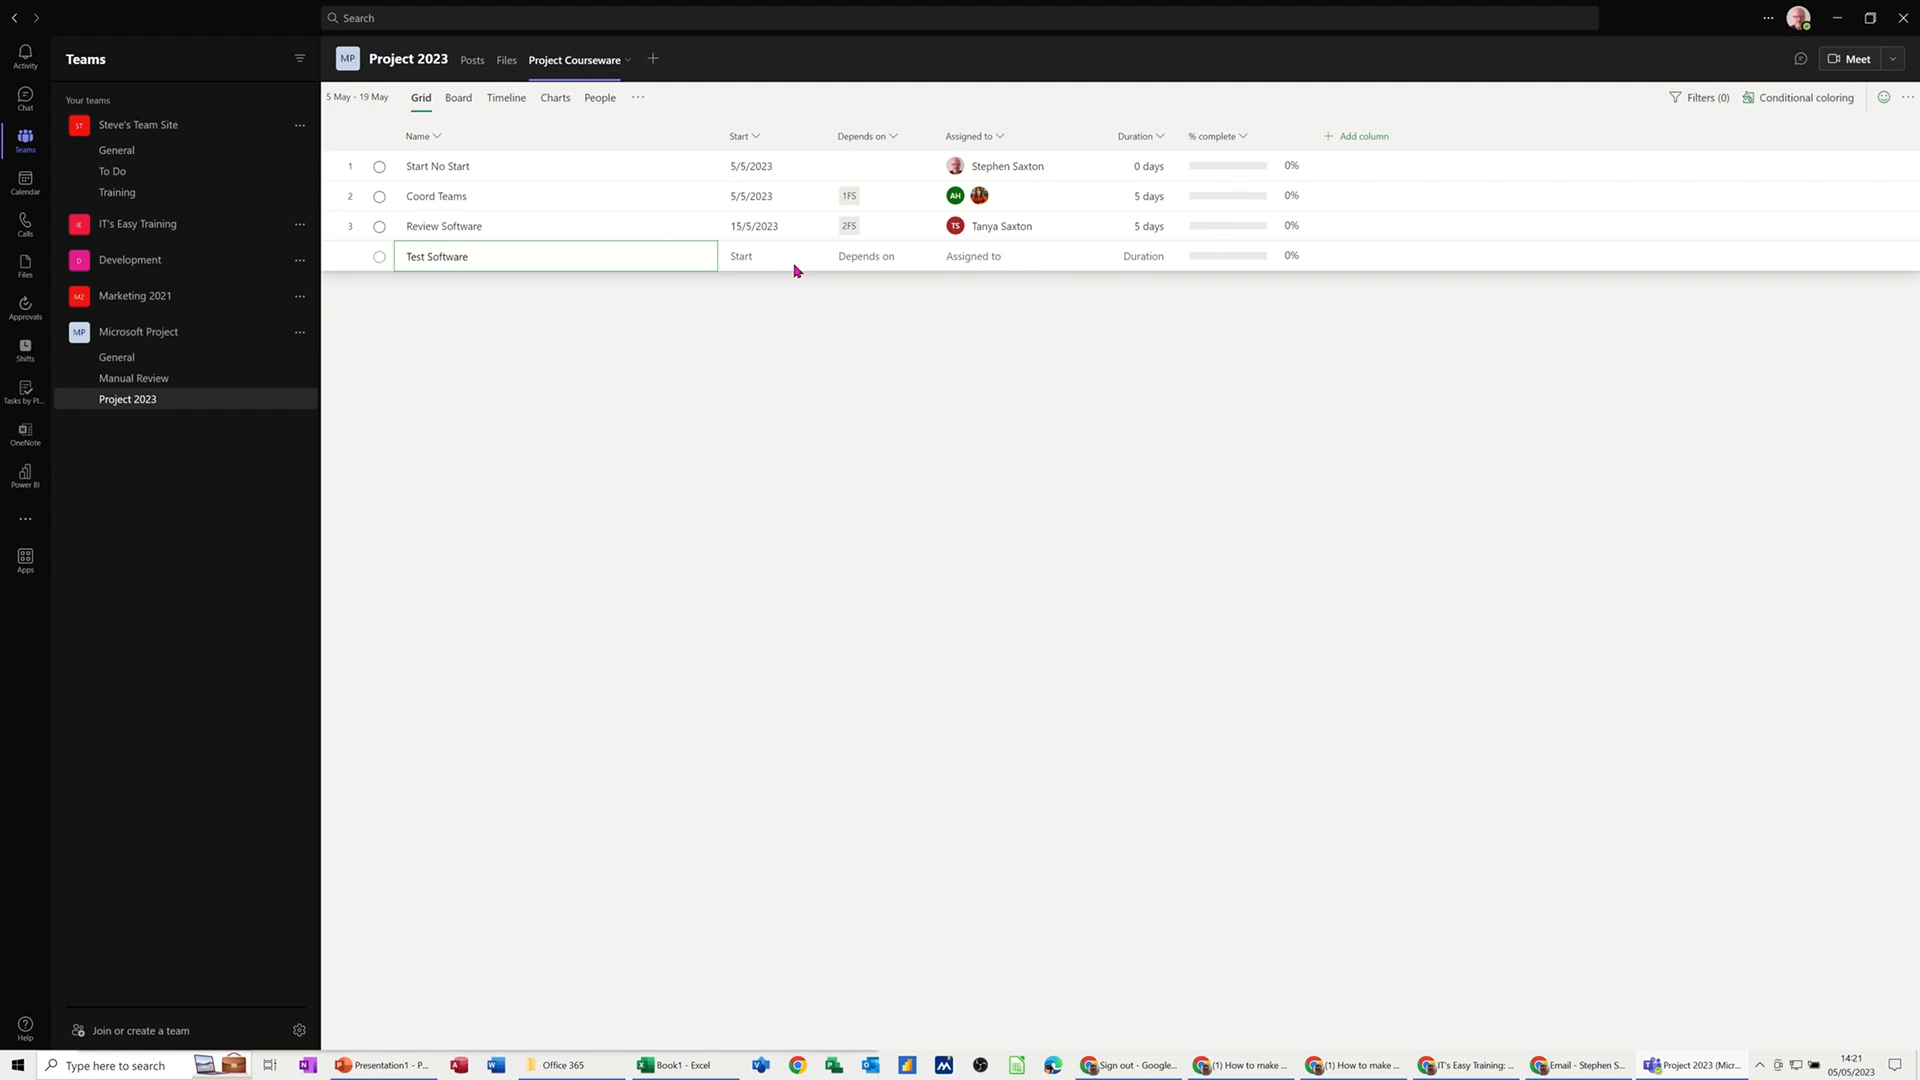 Search
Activity
Chat
Teams
Calendar
Calls
Files
Approvals
Shifts
Tasks by Pl...
OneNote
Power BI
Apps
Help
Teams
Your teams
ST Steve's Team Site
General
To Do
Training
IE IT's Easy Training
D Development
M2 Marketing 2021
MP Microsoft Project
General
Manual Review
Project 2023
Join or create a team
MP Project 2023 Posts Files Project Courseware
Meet
5 May - 19 May Grid Board Timeline Charts People
Filters (0) Conditional coloring
Name Start Depends on Assigned to Duration % complete Add column
1 Start No Start 5/5/2023 Stephen Saxton 0 days 0%
2 Coord Teams 5/5/2023 1FS AH 5 days 0%
3 Review Software 15/5/2023 2FS TS Tanya Saxton 5 days 0%
Test Software Start Depends on Assigned to Duration 0%
Type here to search
Presentation1 - P...
Office 365
Book1 - Excel
Sign out - Google...
(1) How to make ...
(1) How to make ...
IT's Easy Training: ...
Email - Stephen S...
Project 2023 (Micr...
14:21
05/05/2023